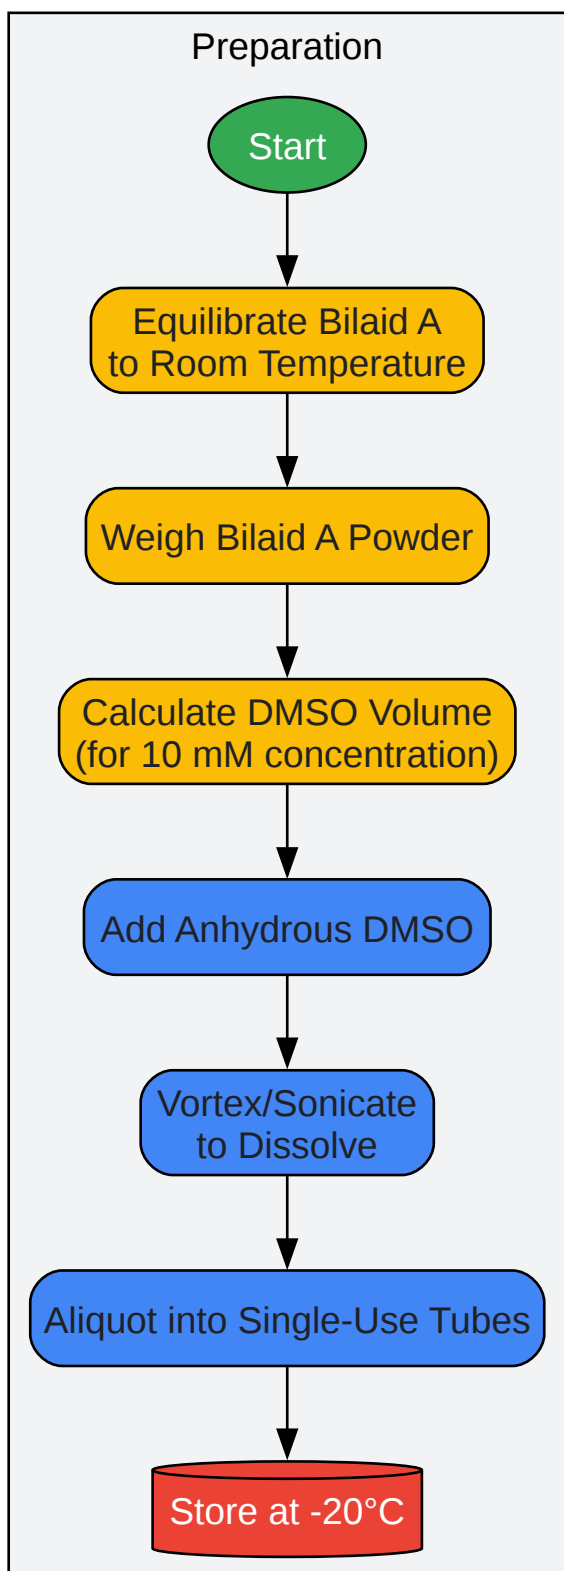 Preparation
Start
Equilibrate Bilaid A
to Room Temperature
Weigh Bilaid A Powder
Calculate DMSO Volume
(for 10 mM concentration)
Add Anhydrous DMSO
Vortex/Sonicate
to Dissolve
Aliquot into Single-Use Tubes
Store at -20°C